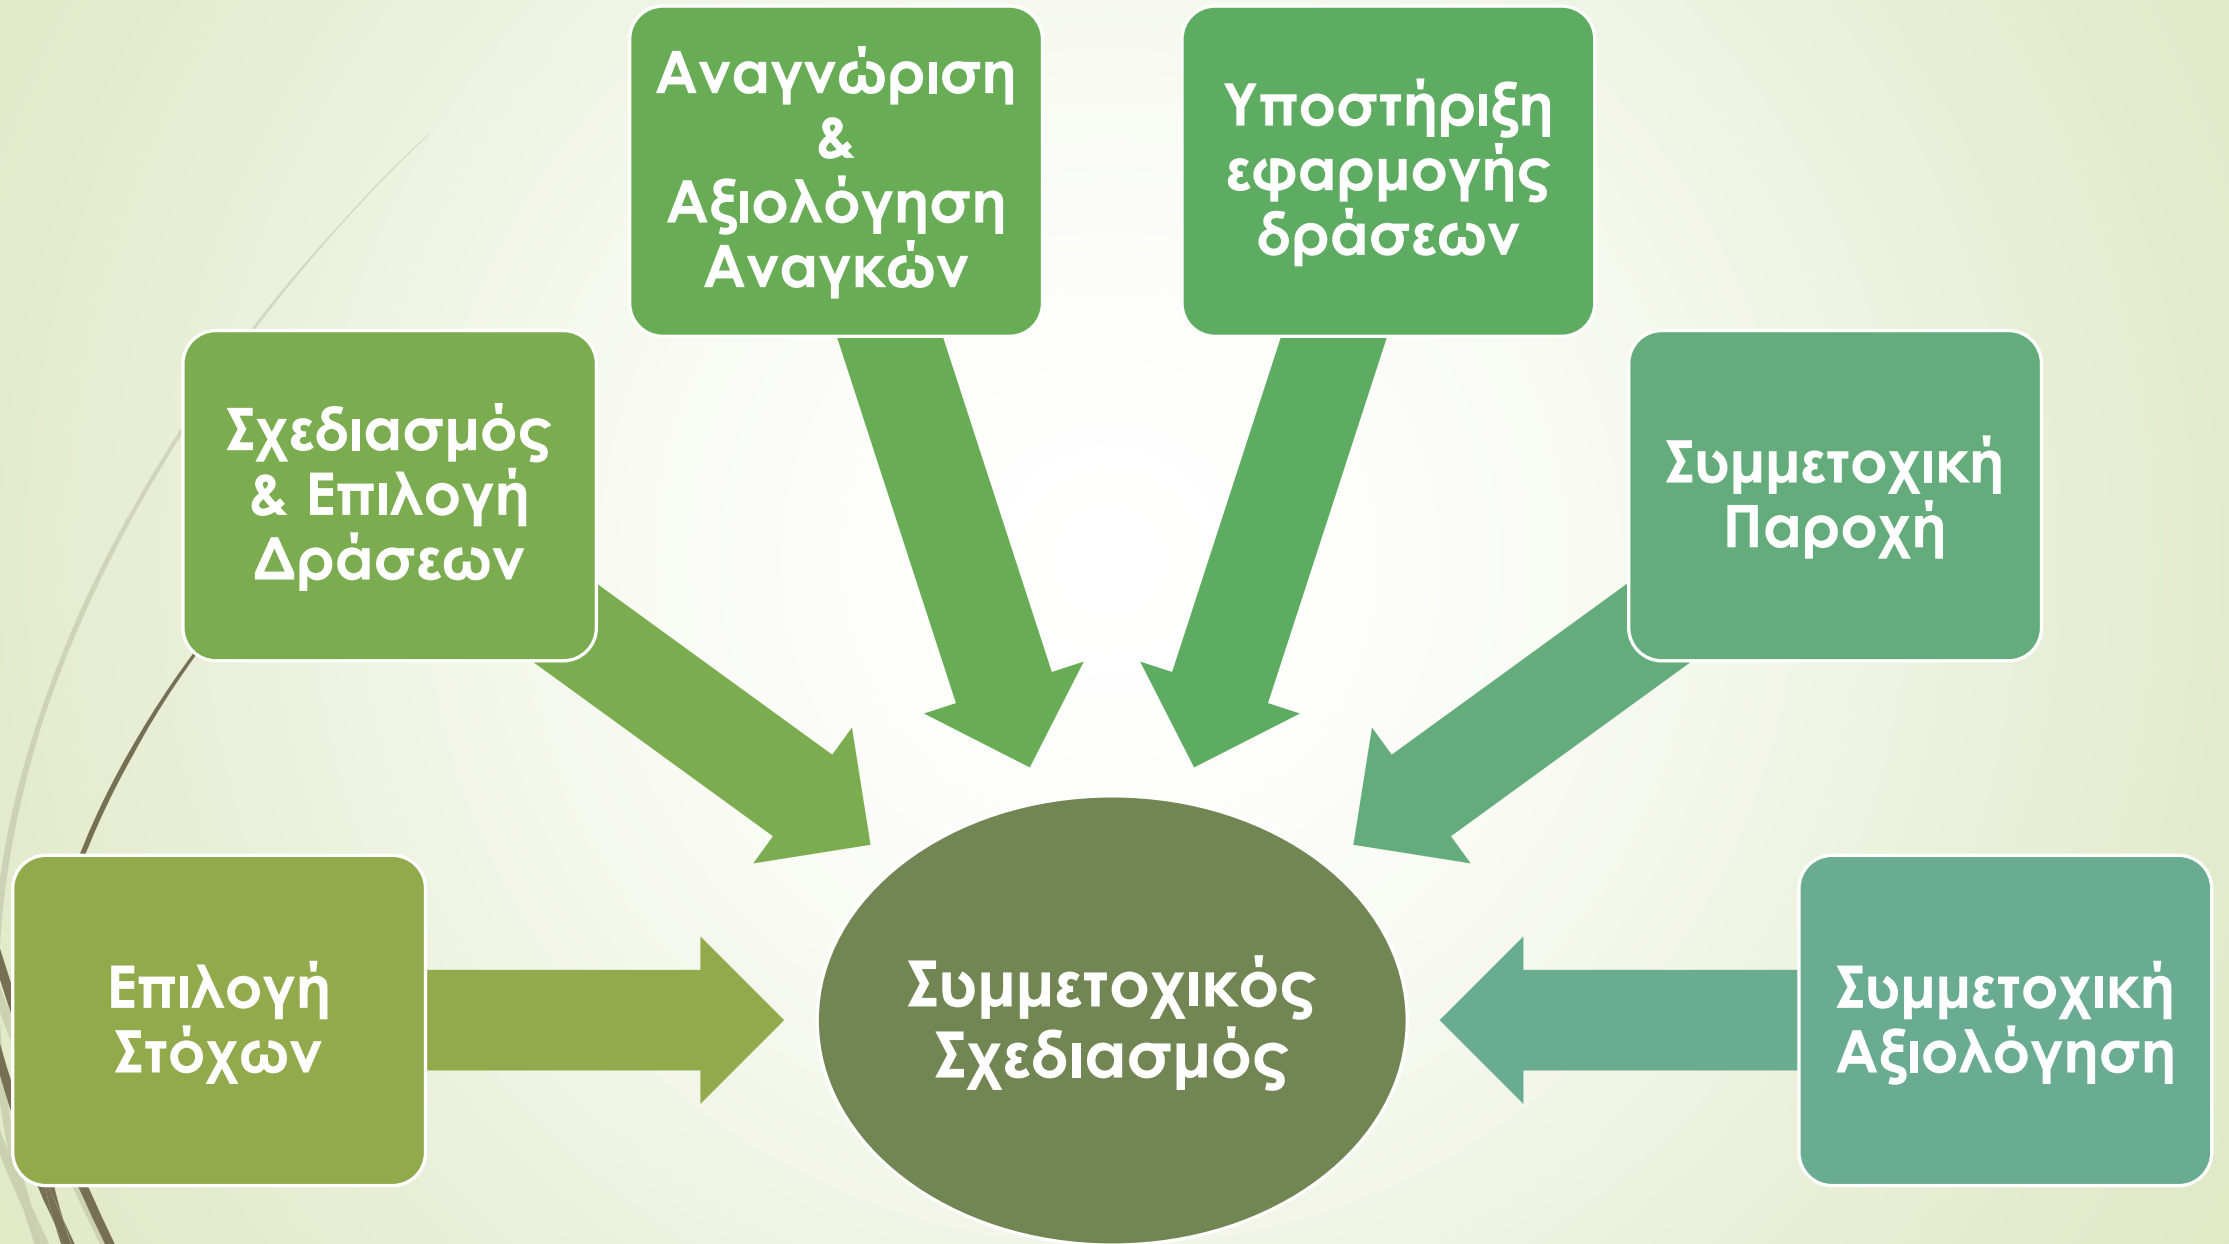 Αναγνώριση
&
Αξιολόγηση
Αναγκών
Υποστήριξη
εφαρμογής
δράσεων
Σχεδιασμός
& Επιλογή
Δράσεων
Συμμετοχική
Παροχή
Επιλογή
Στόχων
Συμμετοχικός
Σχεδιασμός
Συμμετοχική
Αξιολόγηση